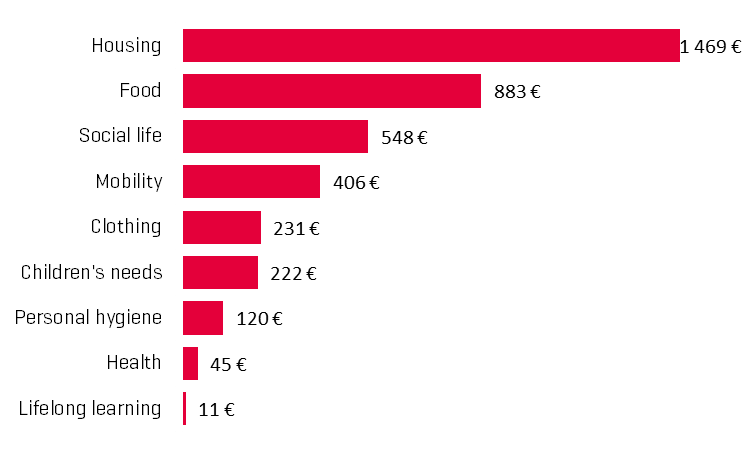 Housing 1 469 €
Food 883 €
Social life 548 €
Mobility 406 €
Clothing 231 €
Children's needs 222 €
Personal hygiene 120 €
Health 45 €
Lifelong learning 11 €